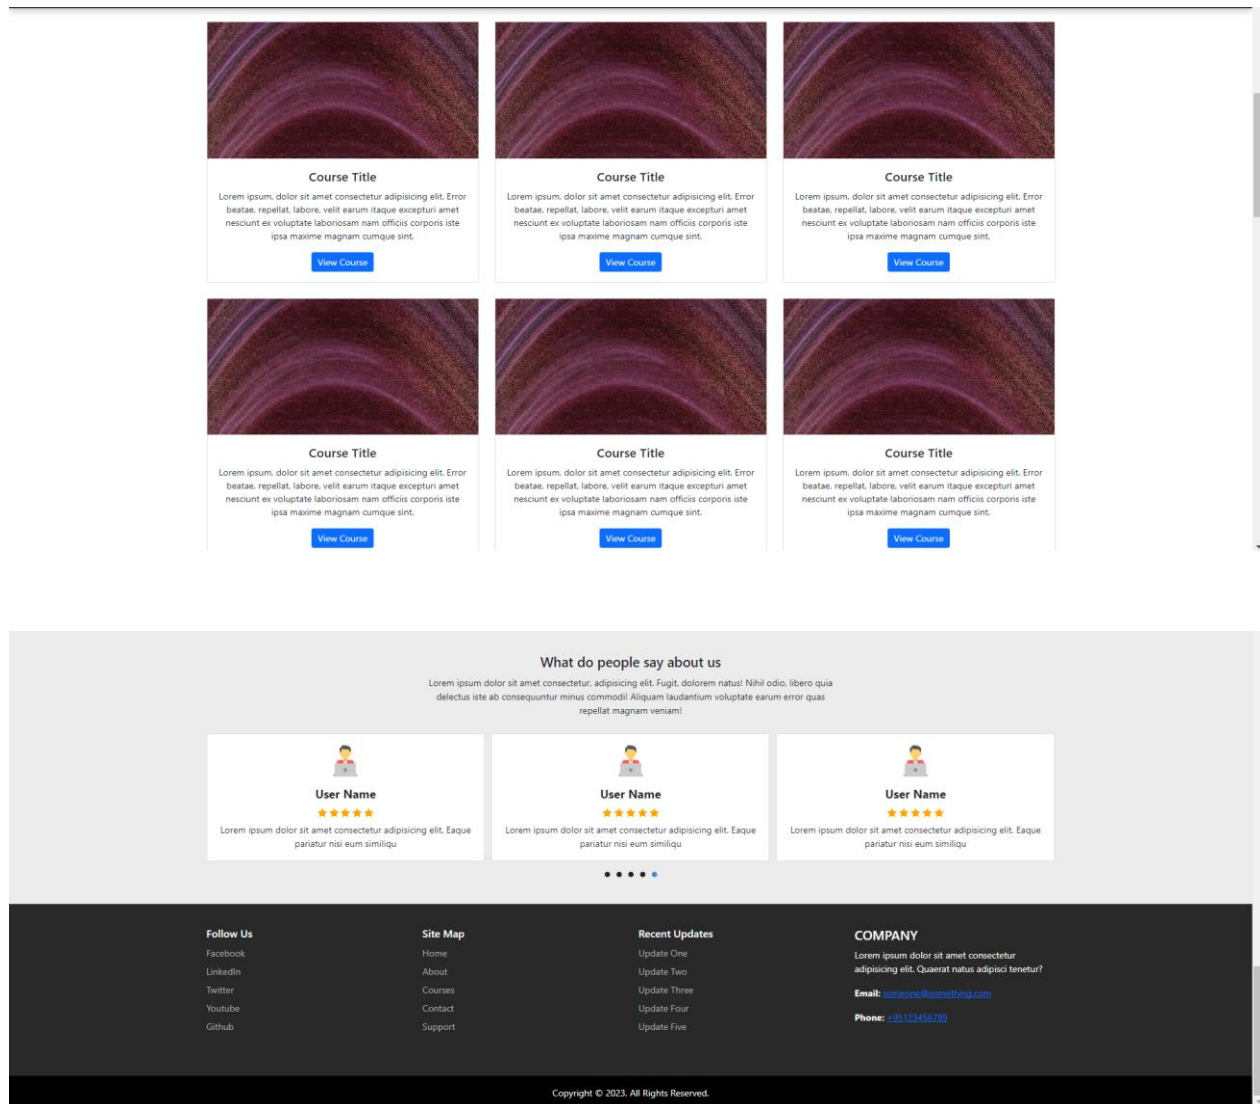 Course Title
Lorem ipsum, dolor sit amet consectetur adipisicing elit. Error
beatae, repellat, labore, velit earum itaque excepturi amet
nesciunt ex voluptate laboriosam nam officiis corporis iste
ipsa maxime magnam cumque sint.
View Course
Course Title
Lorem ipsum, dolor sit amet consectetur adipisicing elit. Error
beatae, repellat, labore, velit earum itaque excepturi amet
nesciunt ex voluptate laboriosam nam officiis corporis iste
ipsa maxime magnam cumque sint.
View Course
Course Title
Lorem ipsum, dolor sit amet consectetur adipisicing elit. Error
beatae, repellat, labore, velit earum itaque excepturi amet
nesciunt ex voluptate laboriosam nam officiis corporis iste
ipsa maxime magnam cumque sint.
View Course
Course Title
Lorem ipsum, dolor sit amet consectetur adipisicing elit. Error
beatae, repellat, labore, velit earum itaque excepturi amet
nesciunt ex voluptate laboriosam nam officiis corporis iste
ipsa maxime magnam cumque sint.
View Course
Course Title
Lorem ipsum, dolor sit amet consectetur adipisicing elit. Error
beatae, repellat, labore, velit earum itaque excepturi amet
nesciunt ex voluptate laboriosam nam officiis corporis iste
ipsa maxime magnam cumque sint.
View Course
Course Title
Lorem ipsum, dolor sit amet consectetur adipisicing elit. Error
beatae, repellat, labore, velit earum itaque excepturi amet
nesciunt ex voluptate laboriosam nam officiis corporis iste
ipsa maxime magnam cumque sint.
View Course
What do people say about us
Lorem ipsum dolor sit amet consectetur, adipisicing elit. Fugit, dolorem natus! Nihil odio, libero quia
delectus iste ab consequuntur minus commodi! Aliquam laudantium voluptate earum error quas
repellat magnam veniam!
User Name
Lorem ipsum dolor sit amet consectetur adipisicing elit. Eaque
pariatur nisi eum similiqu
User Name
Lorem ipsum dolor sit amet consectetur adipisicing elit. Eaque
pariatur nisi eum similiqu
User Name
Lorem ipsum dolor sit amet consectetur adipisicing elit. Eaque
pariatur nisi eum similiqu
Follow Us
Facebook
LinkedIn
Twitter
Youtube
Github
Site Map
Home
About
Courses
Contact
Support
Recent Updates
Update One
Update Two
Update Three
Update Four
Update Five
COMPANY
Lorem ipsum dolor sit amet consectetur
adipisicing elit. Quaerat natus adipisci tenetur?
Email: someone@something.com
Phone: +95123456789
Copyright © 2023. All Rights Reserved.